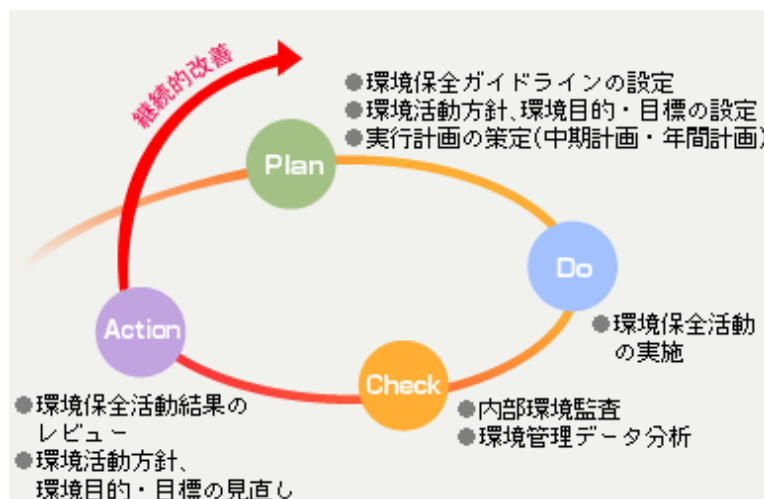 継続的改善
●環境保全ガイドラインの設定
●環境活動方針、環境目的・目標の設定
●実行計画の策定(中期計画・年間計画)
Plan
Do
●環境保全活動
の実施
Check
●内部環境監査
●環境管理データ分析
Action
●環境保全活動結果の
レビュー
●環境活動方針、
環境目的・目標の見直し